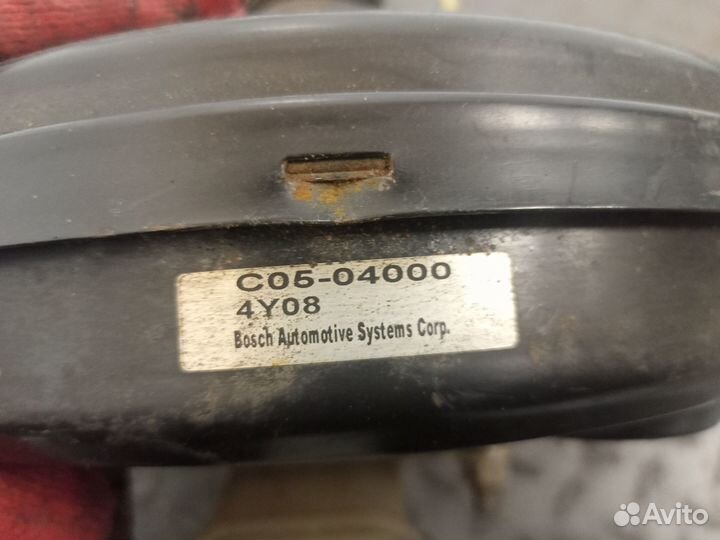 C05-04000
4Y08
Bosch Automotive Systems Corp.
Avito